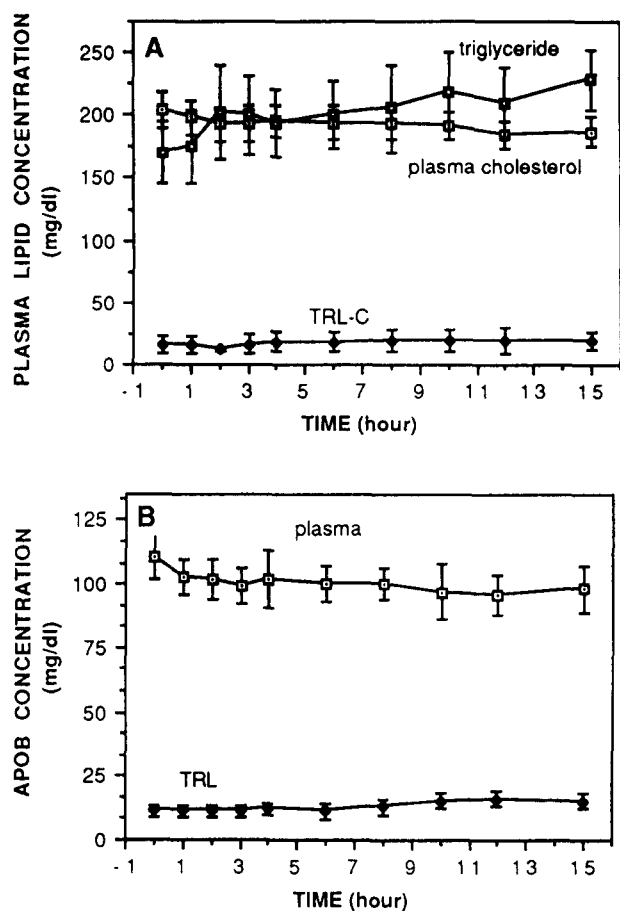 A
triglyceride
plasma cholesterol
TRL-C
PLASMA LIPID CONCENTRATION
(mg/dl)
250
200
150
100
50
25
0
-1 1 3 5 7 9 11 13 15
TIME (hour)
B
plasma
TRL
APOB CONCENTRATION
(mg/dl)
125
100
75
50
25
0
-1 1 3 5 7 9 11 13 15
TIME (hour)